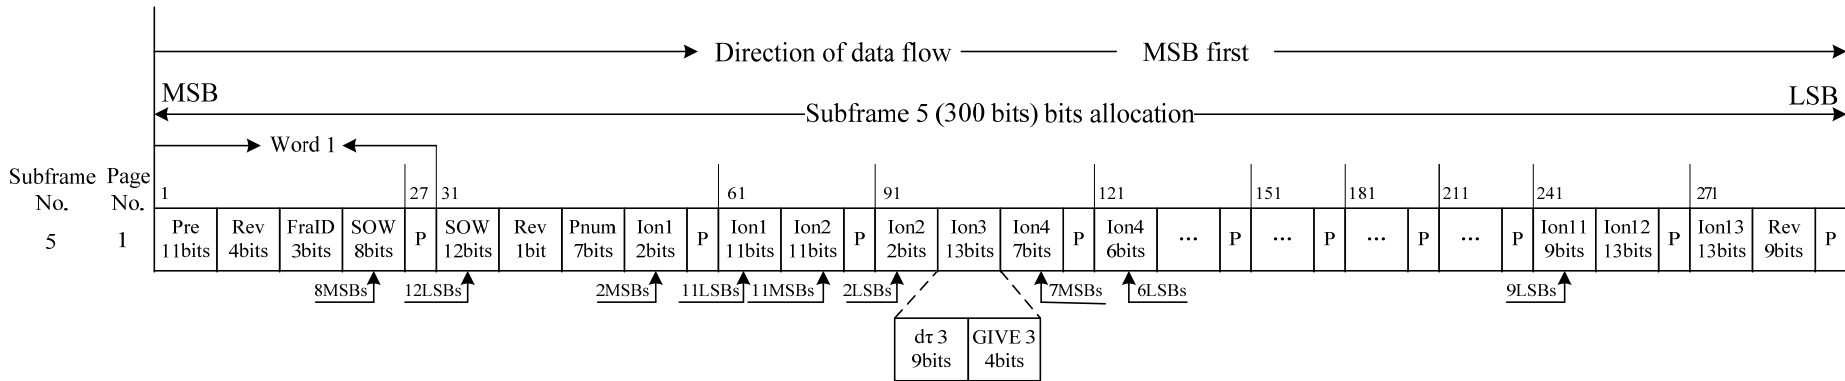 Direction of data flow MSB first
MSB LSB
Subframe 5 (300 bits) bits allocation
Word 1
Subframe No. Page No.
1 27 31 61 91 121 151 181 211 241 271
5 1 Pre 11bits Rev 4bits FraID 3bits SOW 8bits P SOW 12bits Rev 1bit Pnum 7bits Ion1 2bits P Ion1 11bits Ion2 11bits P Ion2 2bits Ion3 13bits Ion4 7bits P Ion4 6bits ... P ... P ... P ... P Ion11 9bits Ion12 13bits P Ion13 13bits Rev 9bits P
8MSBs 12LSBs 2MSBs 11LSBs 11MSBs 2LSBs 7MSBs 6LSBs 9LSBs
dτ 3 9bits GIVE 3 4bits